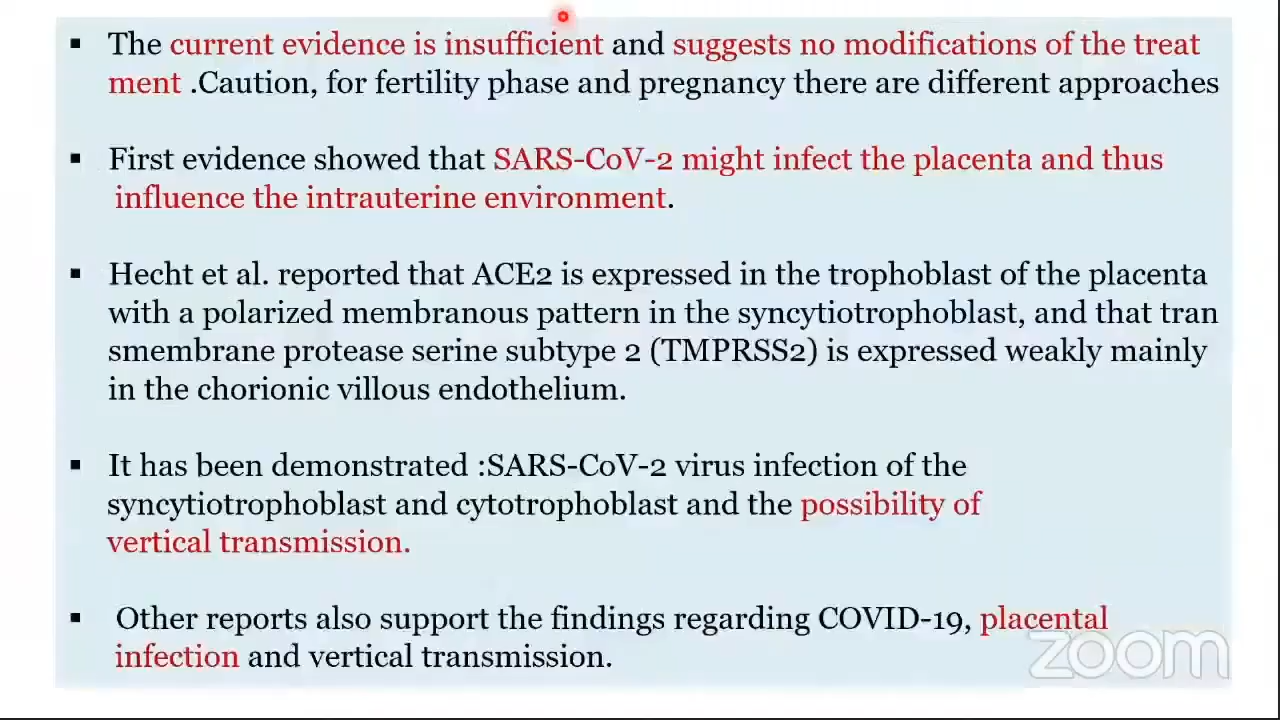 ▪ The current evidence is insufficient and suggests no modifications of the treat
ment .Caution, for fertility phase and pregnancy there are different approaches
▪ First evidence showed that SARS-CoV-2 might infect the placenta and thus
influence the intrauterine environment.
▪ Hecht et al. reported that ACE2 is expressed in the trophoblast of the placenta
with a polarized membranous pattern in the syncytiotrophoblast, and that tran
smembrane protease serine subtype 2 (TMPRSS2) is expressed weakly mainly
in the chorionic villous endothelium.
▪ It has been demonstrated :SARS-CoV-2 virus infection of the
syncytiotrophoblast and cytotrophoblast and the possibility of
vertical transmission.
▪ Other reports also support the findings regarding COVID-19, placental
infection and vertical transmission.
zoom